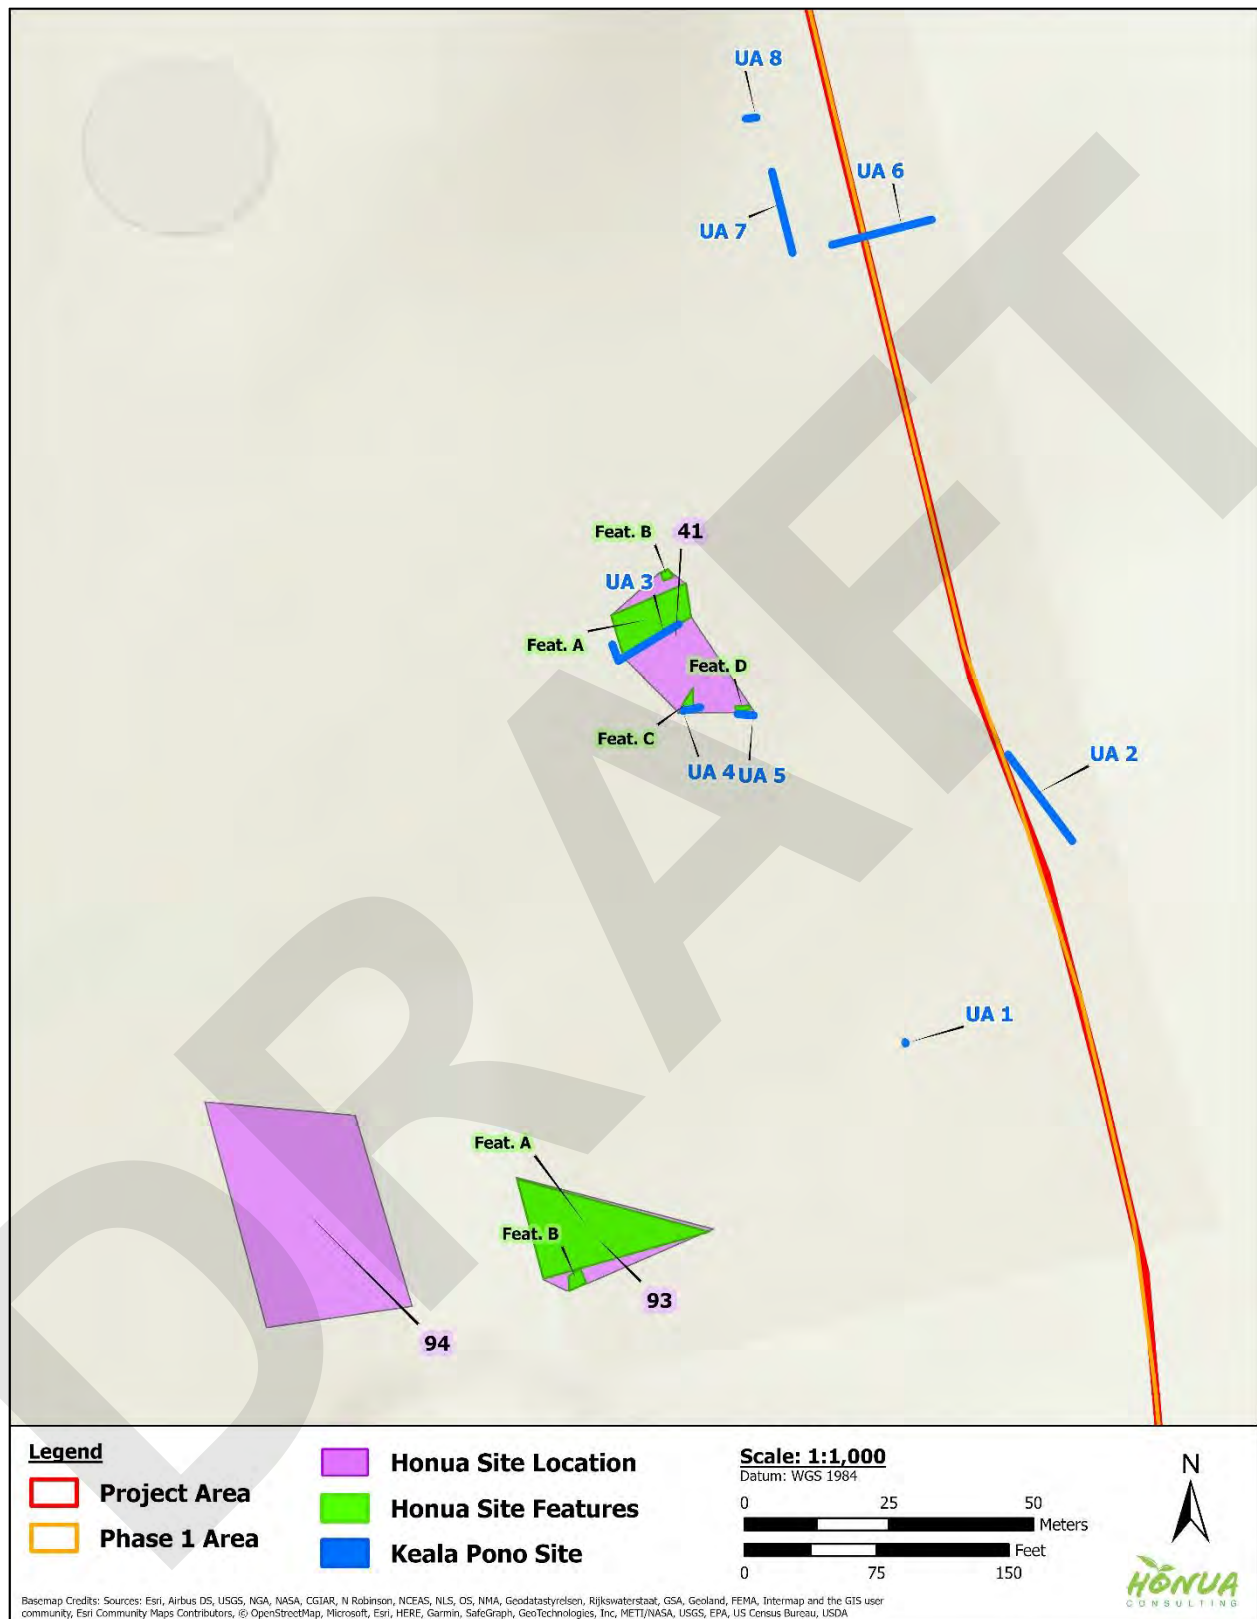 UA 8
UA 6
UA 7
Feat. B
41
UA 3
Feat. A
Feat. D
Feat. C
UA 4
UA 5
UA 2
UA 1
Feat. A
Feat. B
93
94
DRAFT
Legend
Project Area
Phase 1 Area
Honua Site Location
Honua Site Features
Keala Pono Site
Scale: 1:1,000
Datum: WGS 1984
0 25 50
Meters
Feet
0 75 150
N
HONUA
CONSULTING
Basemap Credits: Sources: Esri, Airbus DS, USGS, NGA, NASA, CGIAR, N Robinson, NCEAS, NLS, OS, NMA, Geodatastyrelsen, Rijkswaterstaat, GSA, Geoland, FEMA, Intermap and the GIS user
community, Esri Community Maps Contributors, © OpenStreetMap, Microsoft, Esri, HERE, Garmin, SafeGraph, GeoTechnologies, Inc, METI/NASA, USGS, EPA, US Census Bureau, USDA